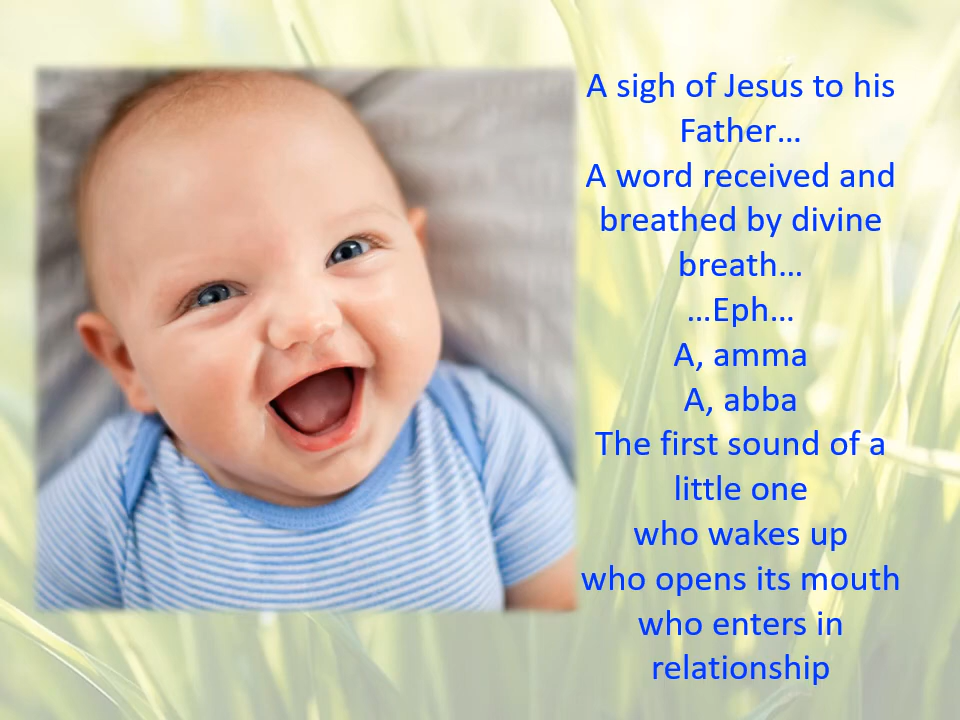 A sigh of Jesus to his
Father…
A word received and
breathed by divine
breath…
…Eph…
A, amma
A, abba
The first sound of a
little one
who wakes up
who opens its mouth
who enters in
relationship